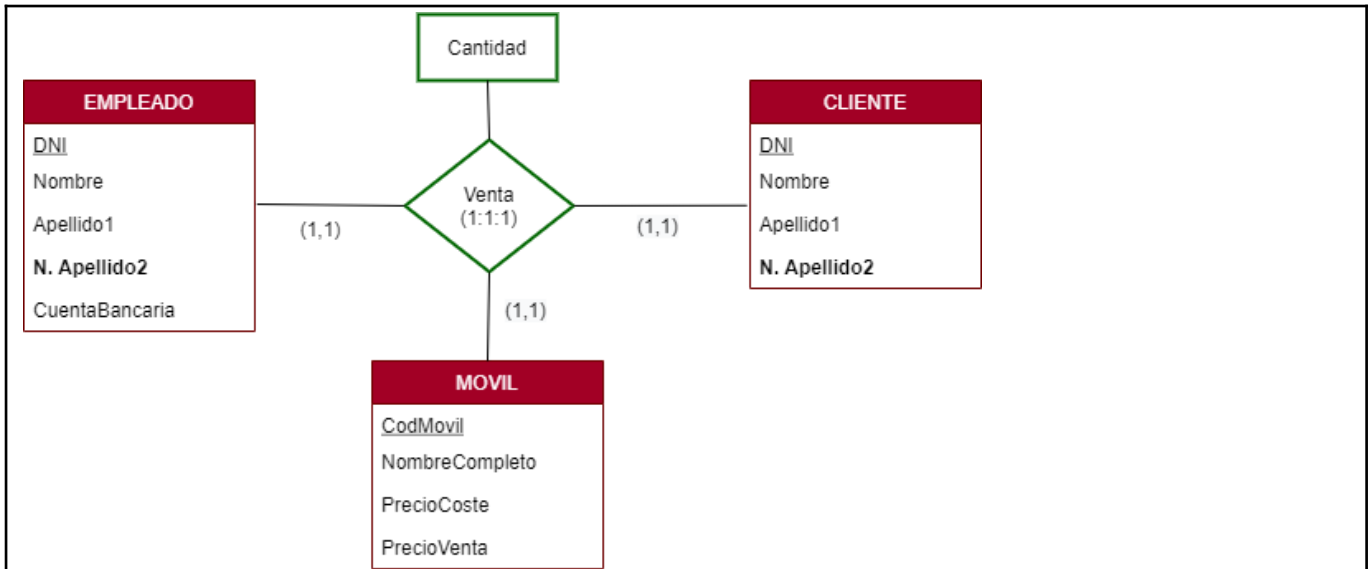 Cantidad
EMPLEADO
DNI
Nombre
Apellido1
N. Apellido2
CuentaBancaria
(1,1)
Venta
(1:1:1)
(1,1)
CLIENTE
DNI
Nombre
Apellido1
N. Apellido2
(1,1)
MOVIL
CodMovil
NombreCompleto
PrecioCoste
PrecioVenta